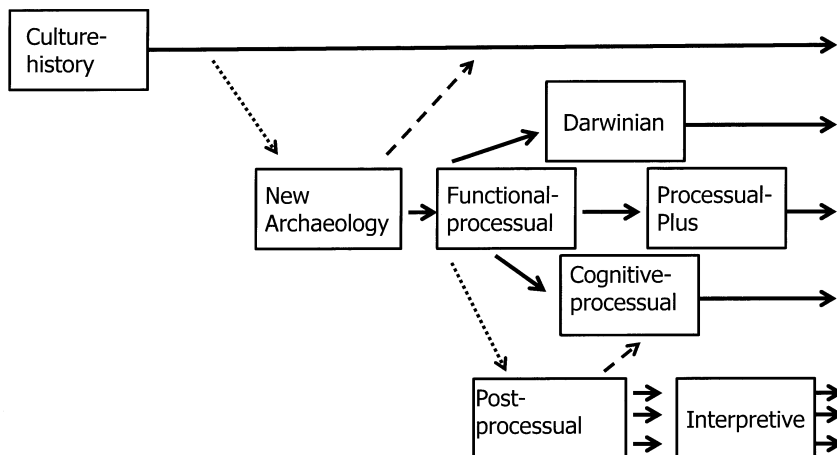 Culture-
history
Darwinian
New
Archaeology
Functional-
processual
Processual-
Plus
Cognitive-
processual
Post-
processual
Interpretive